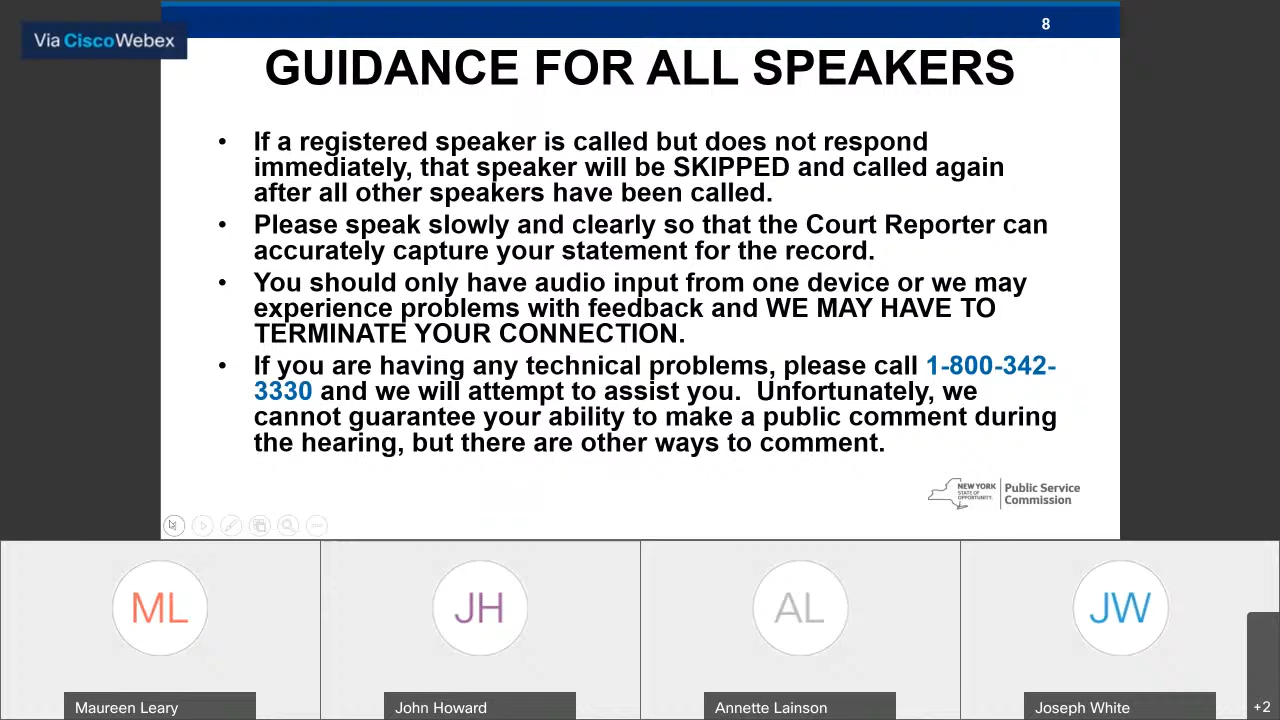 8
Via CiscoWebex
GUIDANCE FOR ALL SPEAKERS
• If a registered speaker is called but does not respond
immediately, that speaker will be SKIPPED and called again
after all other speakers have been called.
• Please speak slowly and clearly so that the Court Reporter can
accurately capture your statement for the record.
• You should only have audio input from one device or we may
experience problems with feedback and WE MAY HAVE TO
TERMINATE YOUR CONNECTION.
• If you are having any technical problems, please call 1-800-342-
3330 and we will attempt to assist you.  Unfortunately, we
cannot guarantee your ability to make a public comment during
the hearing, but there are other ways to comment.
NEW YORK
STATE OF
OPPORTUNITY.
Public Service
Commission
ML
JH
AL
JW
Maureen Leary
John Howard
Annette Lainson
Joseph White
+2